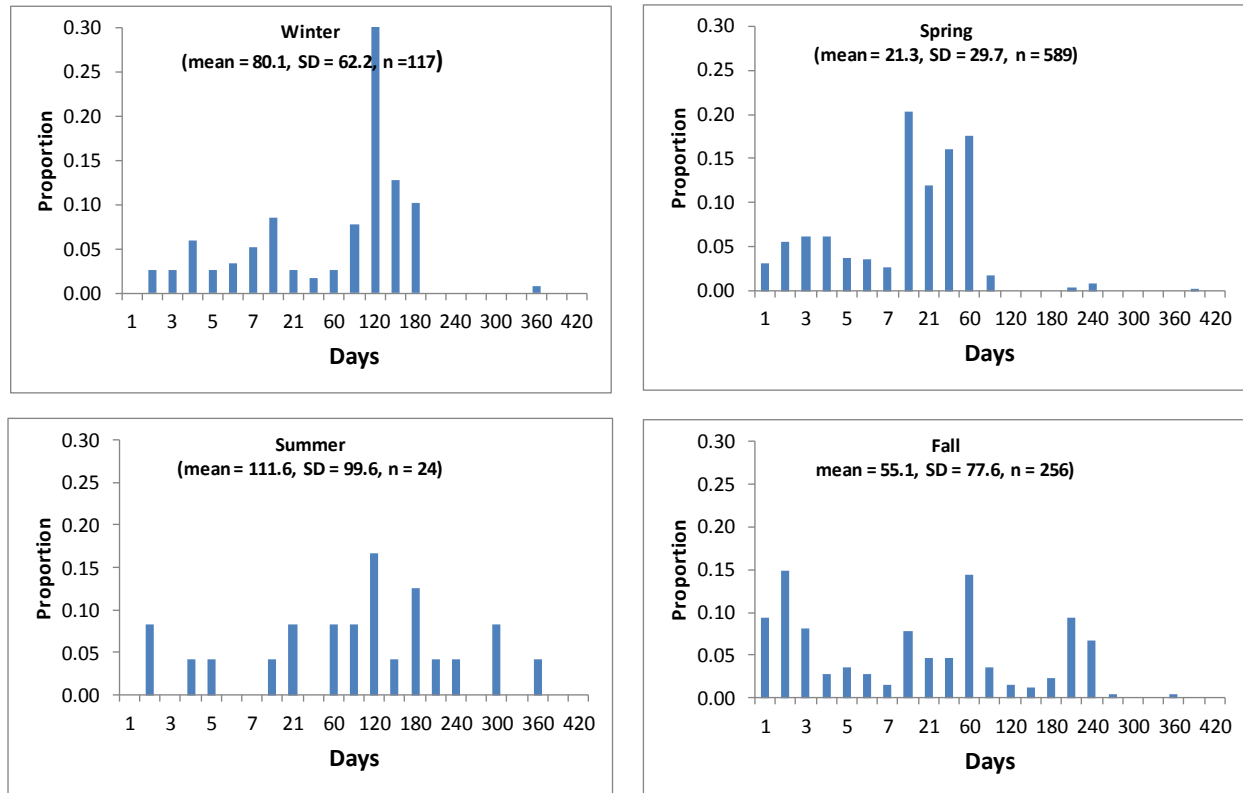 Winter
(mean = 80.1, SD = 62.2, n =117)
0.30
0.25
0.20
0.15
0.10
0.05
0.00
Proportion
1 3 5 7 21 60 120 180 240 300 360 420
Days
Spring
(mean = 21.3, SD = 29.7, n = 589)
0.30
0.25
0.20
0.15
0.10
0.05
0.00
Proportion
1 3 5 7 21 60 120 180 240 300 360 420
Days
Summer
(mean = 111.6, SD = 99.6, n = 24)
0.30
0.25
0.20
0.15
0.10
0.05
0.00
Proportion
1 3 5 7 21 60 120 180 240 300 360 420
Days
Fall
mean = 55.1, SD = 77.6, n = 256)
0.30
0.25
0.20
0.15
0.10
0.05
0.00
Proportion
1 3 5 7 21 60 120 180 240 300 360 420
Days